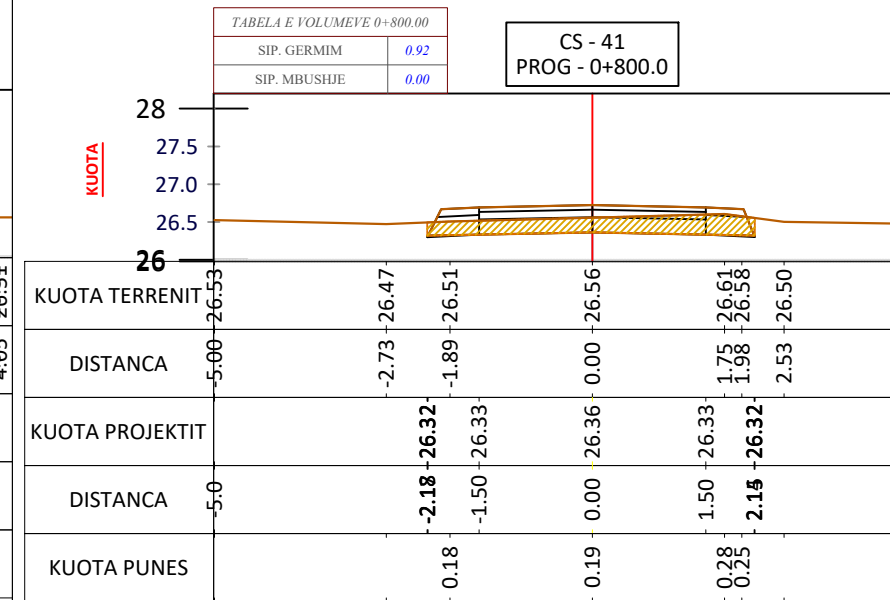 TABELA E VOLUMEVE 0+800.00
SIP. GERMIM 0.92
SIP. MBUSHJE 0.00
CS - 41
PROG - 0+800.0
KUOTA
28
27.5
27.0
26.5
26
KUOTA TERRENIT 26.53 26.47 26.51 26.56 26.61 26.58 26.50
DISTANCA -5.00 -2.73 -1.89 0.00 1.75 1.98 2.53
KUOTA PROJEKTIT 26.32 26.33 26.36 26.33 26.32
DISTANCA -5.0 -2.18 -1.50 0.00 1.50
KUOTA PUNES 0.18 0.19 0.28 0.25